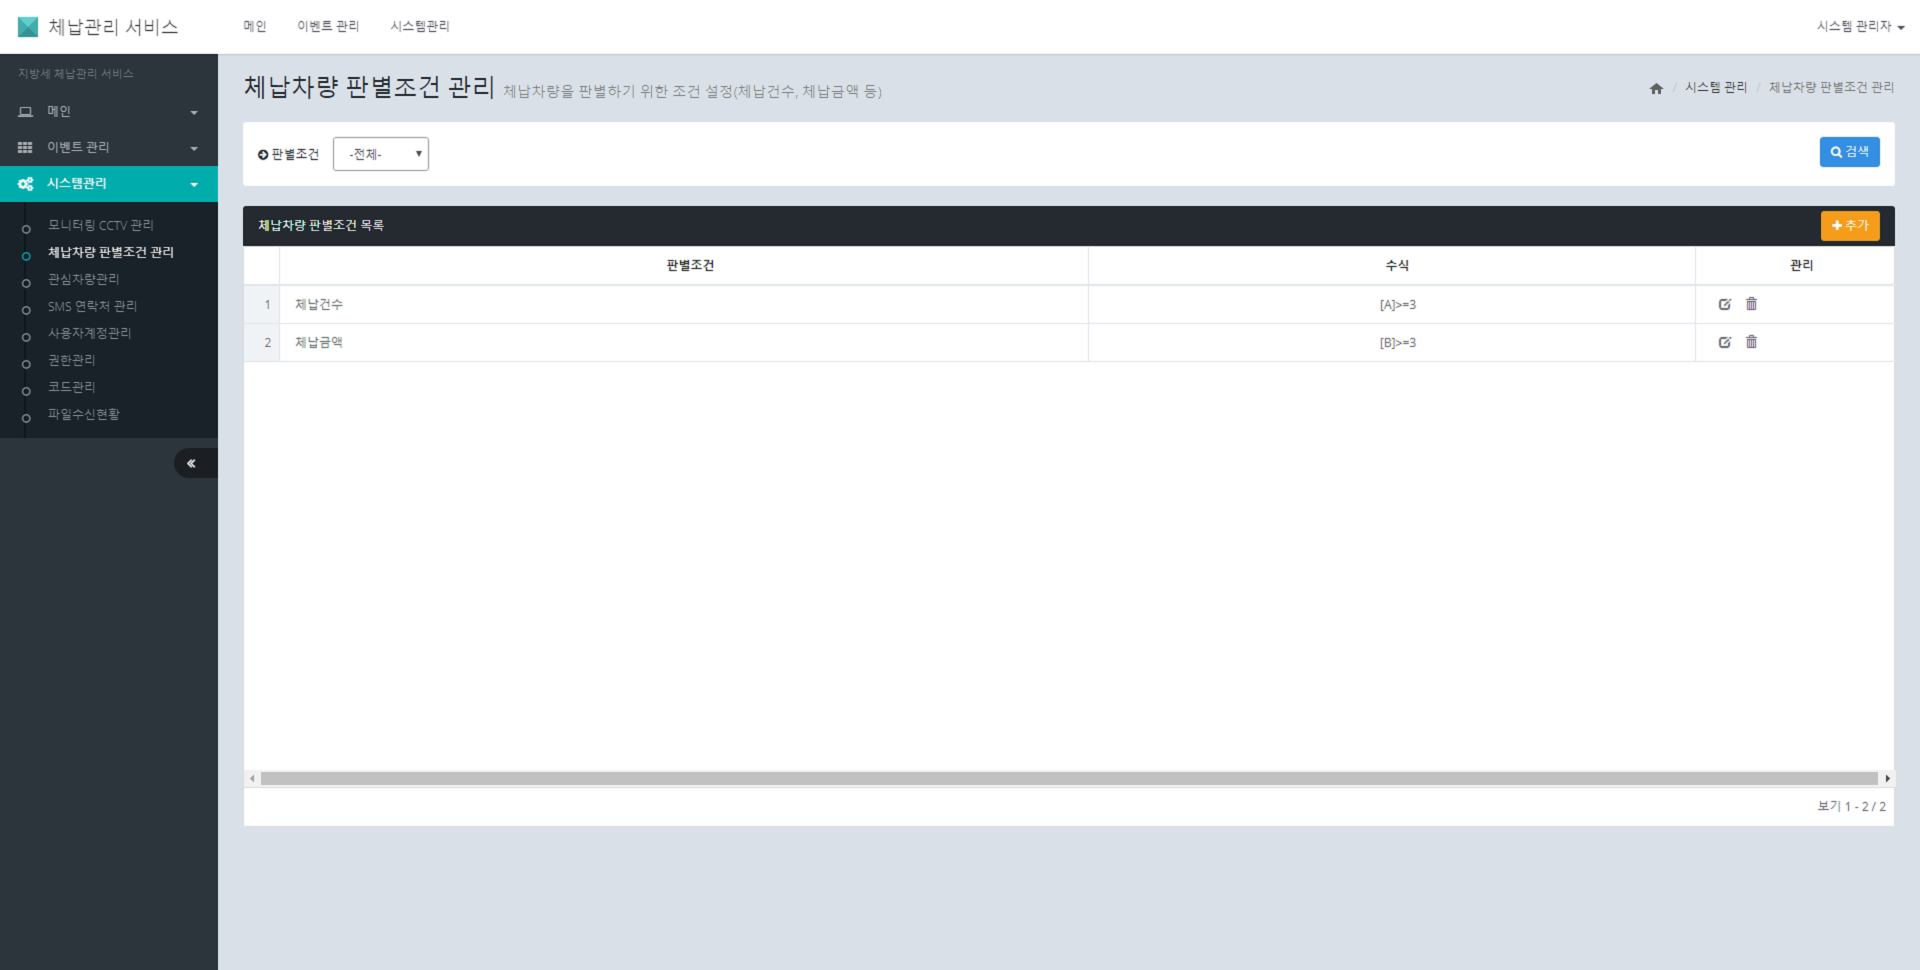 체납관리 서비스
메인 이벤트 관리 시스템관리
시스템 관리자
지방세 체납관리 서비스
메인
이벤트 관리
시스템관리
모니터링 CCTV 관리
체납차량 판별조건 관리
관심차량관리
SMS 연락처 관리
사용자계정관리
권한관리
코드관리
파일수신현황
체납차량 판별조건 관리 체납차량을 판별하기 위한 조건 설정(체납건수, 체납금액 등)
/ 시스템 관리 / 체납차량 판별조건 관리
판별조건 -전체-
검색
체납차량 판별조건 목록
추가
판별조건 수식 관리
1 체납건수 [A]>=3
2 체납금액 [B]>=3
보기 1 - 2 / 2